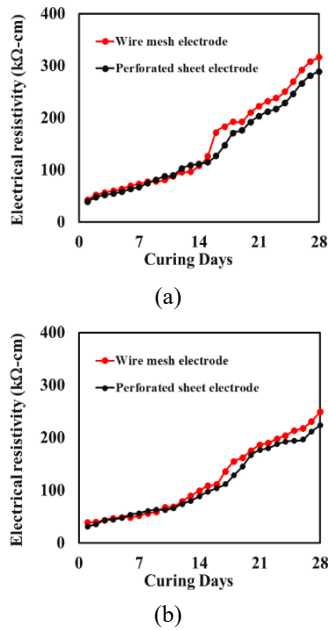 Electrical resistivity (kΩ-cm)
400
300
200
100
0
Wire mesh electrode
Perforated sheet electrode
0 7 14 21 28
Curing Days
(a)
Electrical resistivity (kΩ-cm)
400
300
200
100
0
Wire mesh electrode
Perforated sheet electrode
0 7 14 21 28
Curing Days
(b)